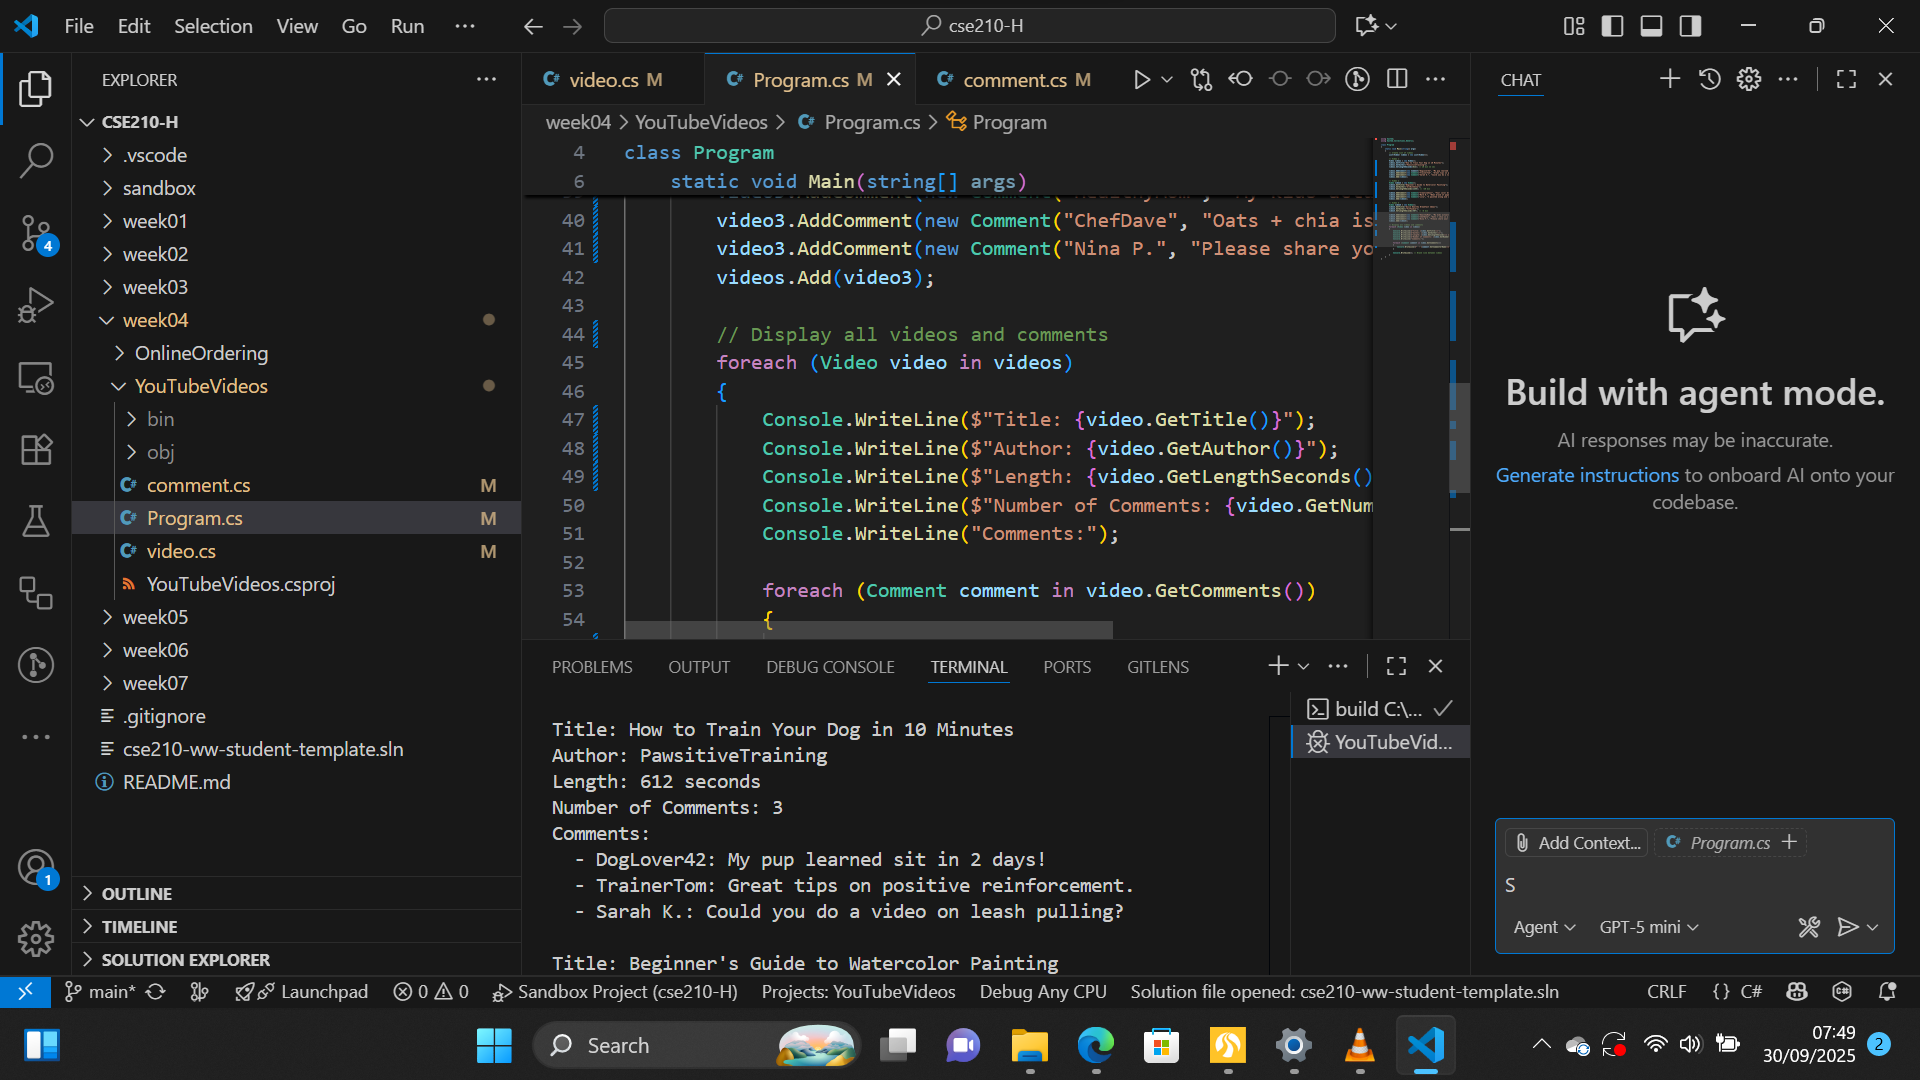 File Edit Selection View Go Run ···
cse210-H
EXPLORER
CSE210-H
.vscode
sandbox
week01
week02
week03
week04
OnlineOrdering
YouTubeVideos
bin
obj
comment.cs M
Program.cs M
video.cs M
YouTubeVideos.csproj
week05
week06
week07
.gitignore
cse210-ww-student-template.sln
README.md
OUTLINE
TIMELINE
SOLUTION EXPLORER
4
1
video.cs M Program.cs M comment.cs M
week04 > YouTubeVideos > Program.cs > Program
4 class Program
6 static void Main(string[] args)
40 video3.AddComment(new Comment("ChefDave", "Oats + chia is
41 video3.AddComment(new Comment("Nina P.", "Please share yo
42 videos.Add(video3);
43
44 // Display all videos and comments
45 foreach (Video video in videos)
46 {
47 Console.WriteLine($"Title: {video.GetTitle()}");
48 Console.WriteLine($"Author: {video.GetAuthor()}");
49 Console.WriteLine($"Length: {video.GetLengthSeconds()
50 Console.WriteLine($"Number of Comments: {video.GetNum
51 Console.WriteLine("Comments:");
52
53 foreach (Comment comment in video.GetComments())
54 {
PROBLEMS OUTPUT DEBUG CONSOLE TERMINAL PORTS GITLENS
Title: How to Train Your Dog in 10 Minutes
Author: PawsitiveTraining
Length: 612 seconds
Number of Comments: 3
Comments:
- DogLover42: My pup learned sit in 2 days!
- TrainerTom: Great tips on positive reinforcement.
- Sarah K.: Could you do a video on leash pulling?
Title: Beginner's Guide to Watercolor Painting
build C:\...
YouTubeVid...
CHAT
Build with agent mode.
AI responses may be inaccurate.
Generate instructions to onboard AI onto your
codebase.
Add Context... Program.cs
S
Agent GPT-5 mini
main* Launchpad 0 0 Sandbox Project (cse210-H) Projects: YouTubeVideos Debug Any CPU Solution file opened: cse210-ww-student-template.sln CRLF {} C#
Search
07:49
30/09/2025
2